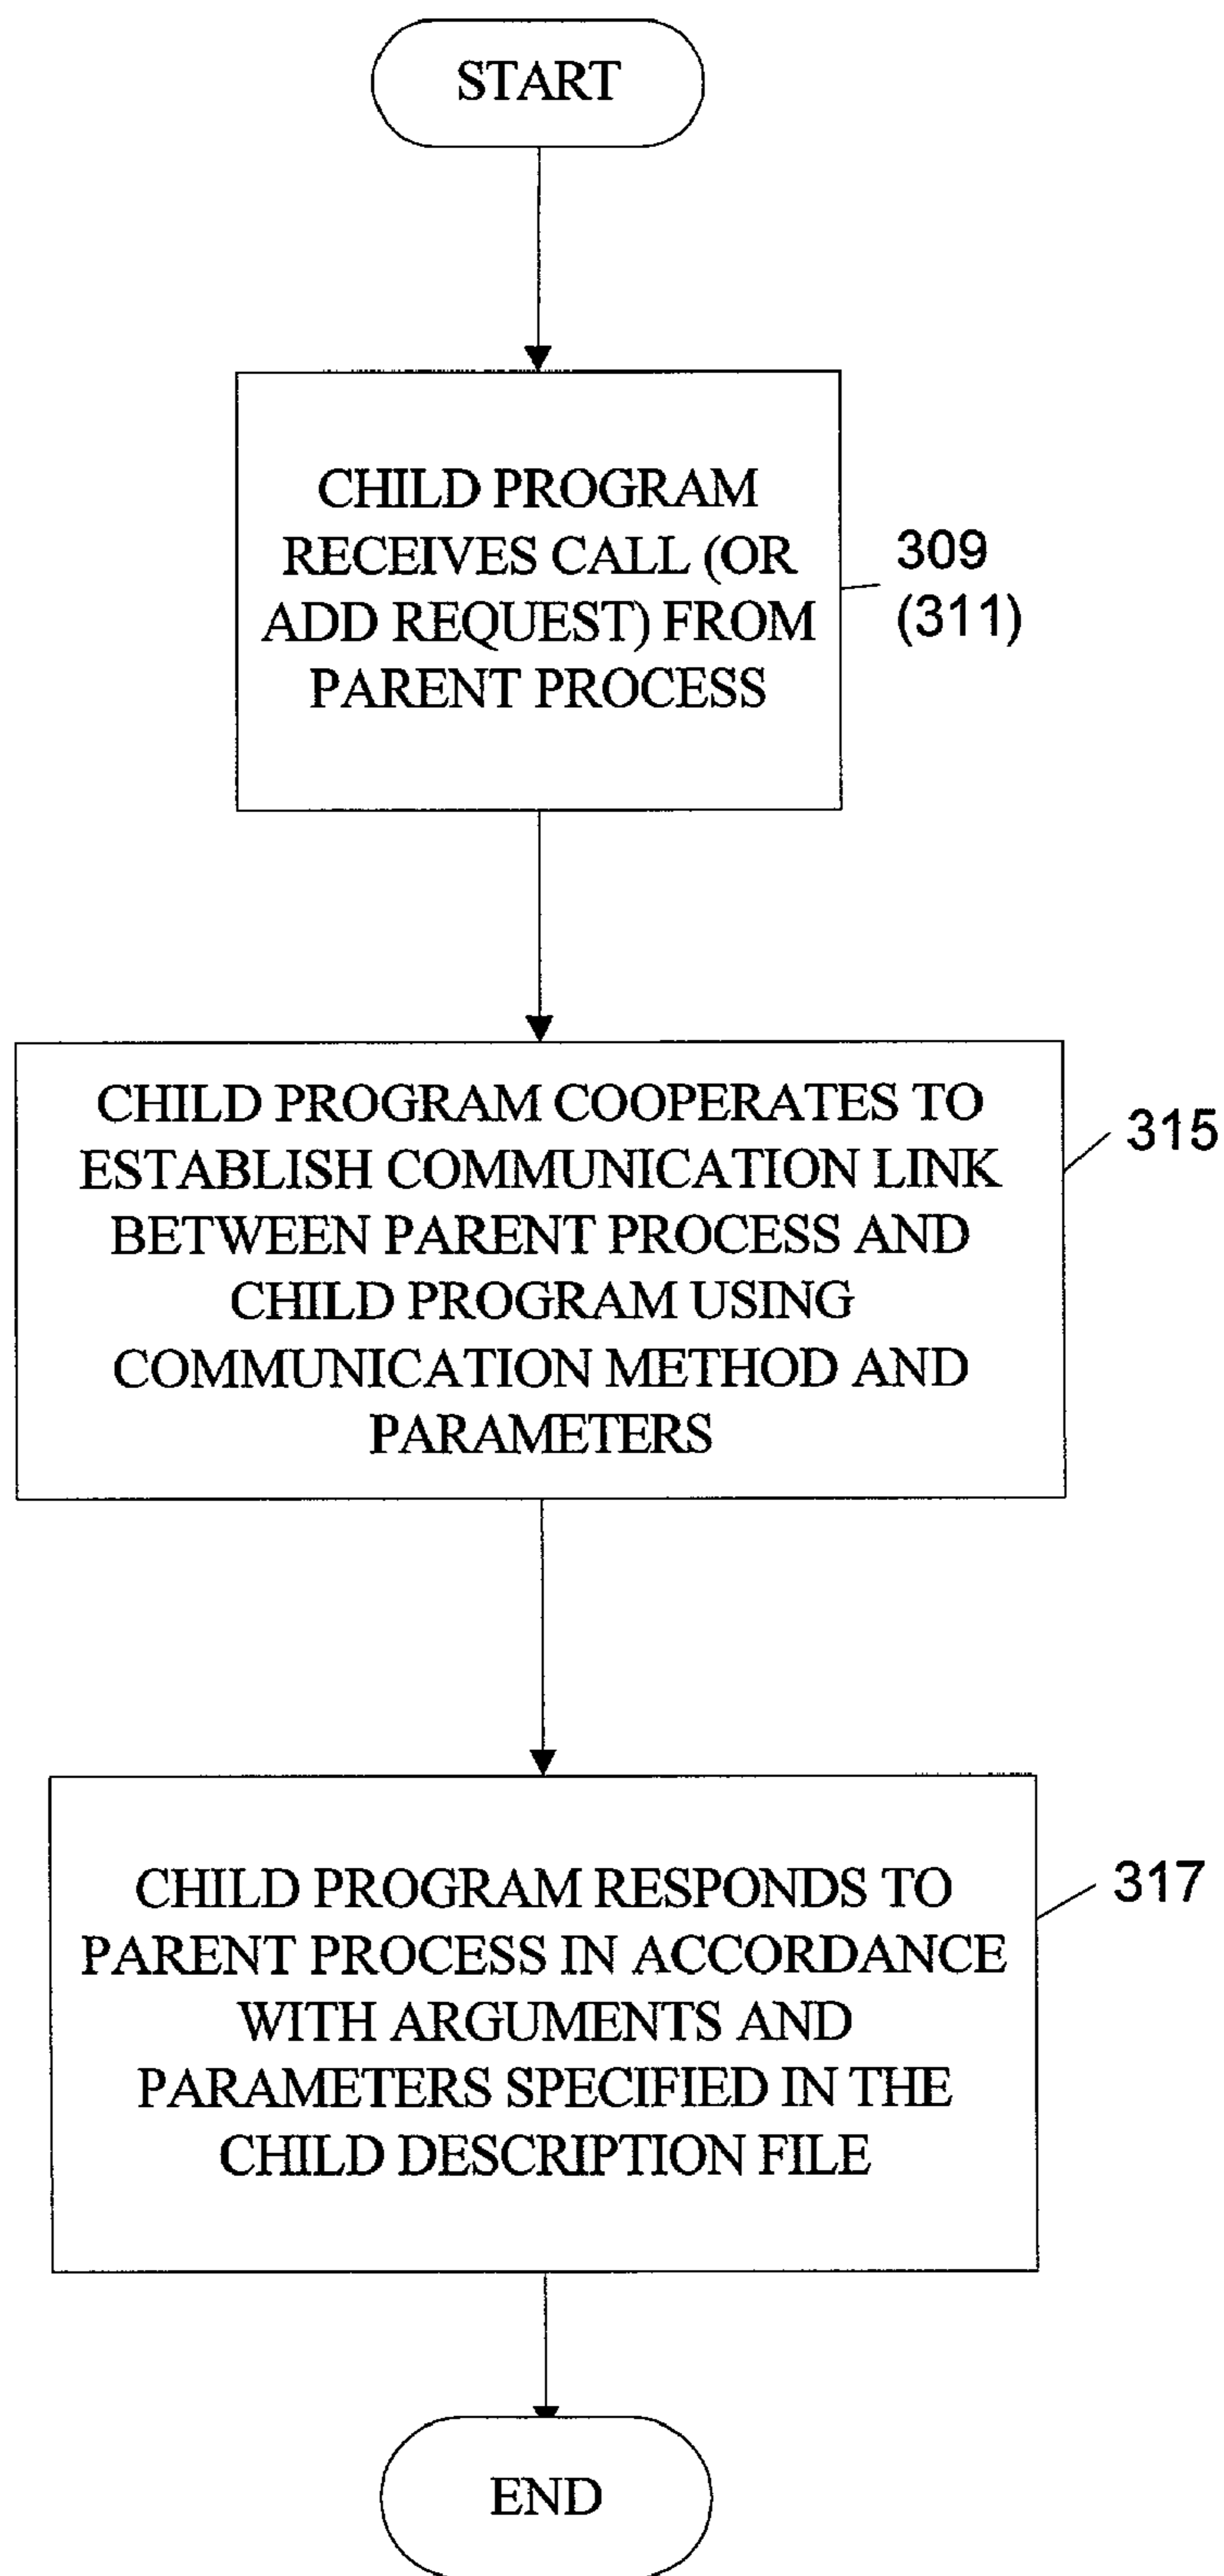 START
CHILD PROGRAM
RECEIVES CALL (OR
ADD REQUEST) FROM
PARENT PROCESS
309
(311)
CHILD PROGRAM COOPERATES TO
ESTABLISH COMMUNICATION LINK
BETWEEN PARENT PROCESS AND
CHILD PROGRAM USING
COMMUNICATION METHOD AND
PARAMETERS
315
CHILD PROGRAM RESPONDS TO
PARENT PROCESS IN ACCORDANCE
WITH ARGUMENTS AND
PARAMETERS SPECIFIED IN THE
CHILD DESCRIPTION FILE
317
END